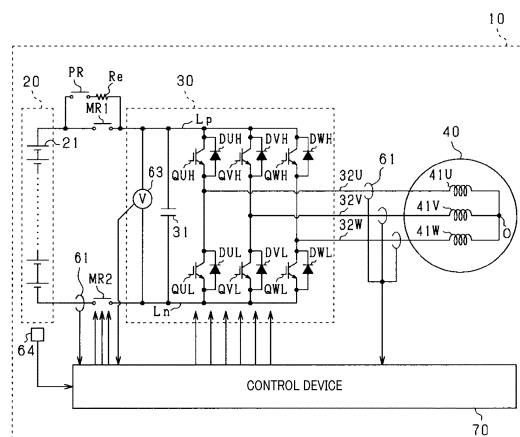 10
20
PR
Re
MR1
30
Lp
21
DUH
DVH
DWH
QUH
QVH
QWH
63
V
31
61
40
32U
41U
32V
41V
32W
41W
O
DUL
DVL
DWL
QUL
QVL
QWL
61
MR2
Ln
64
CONTROL DEVICE
70